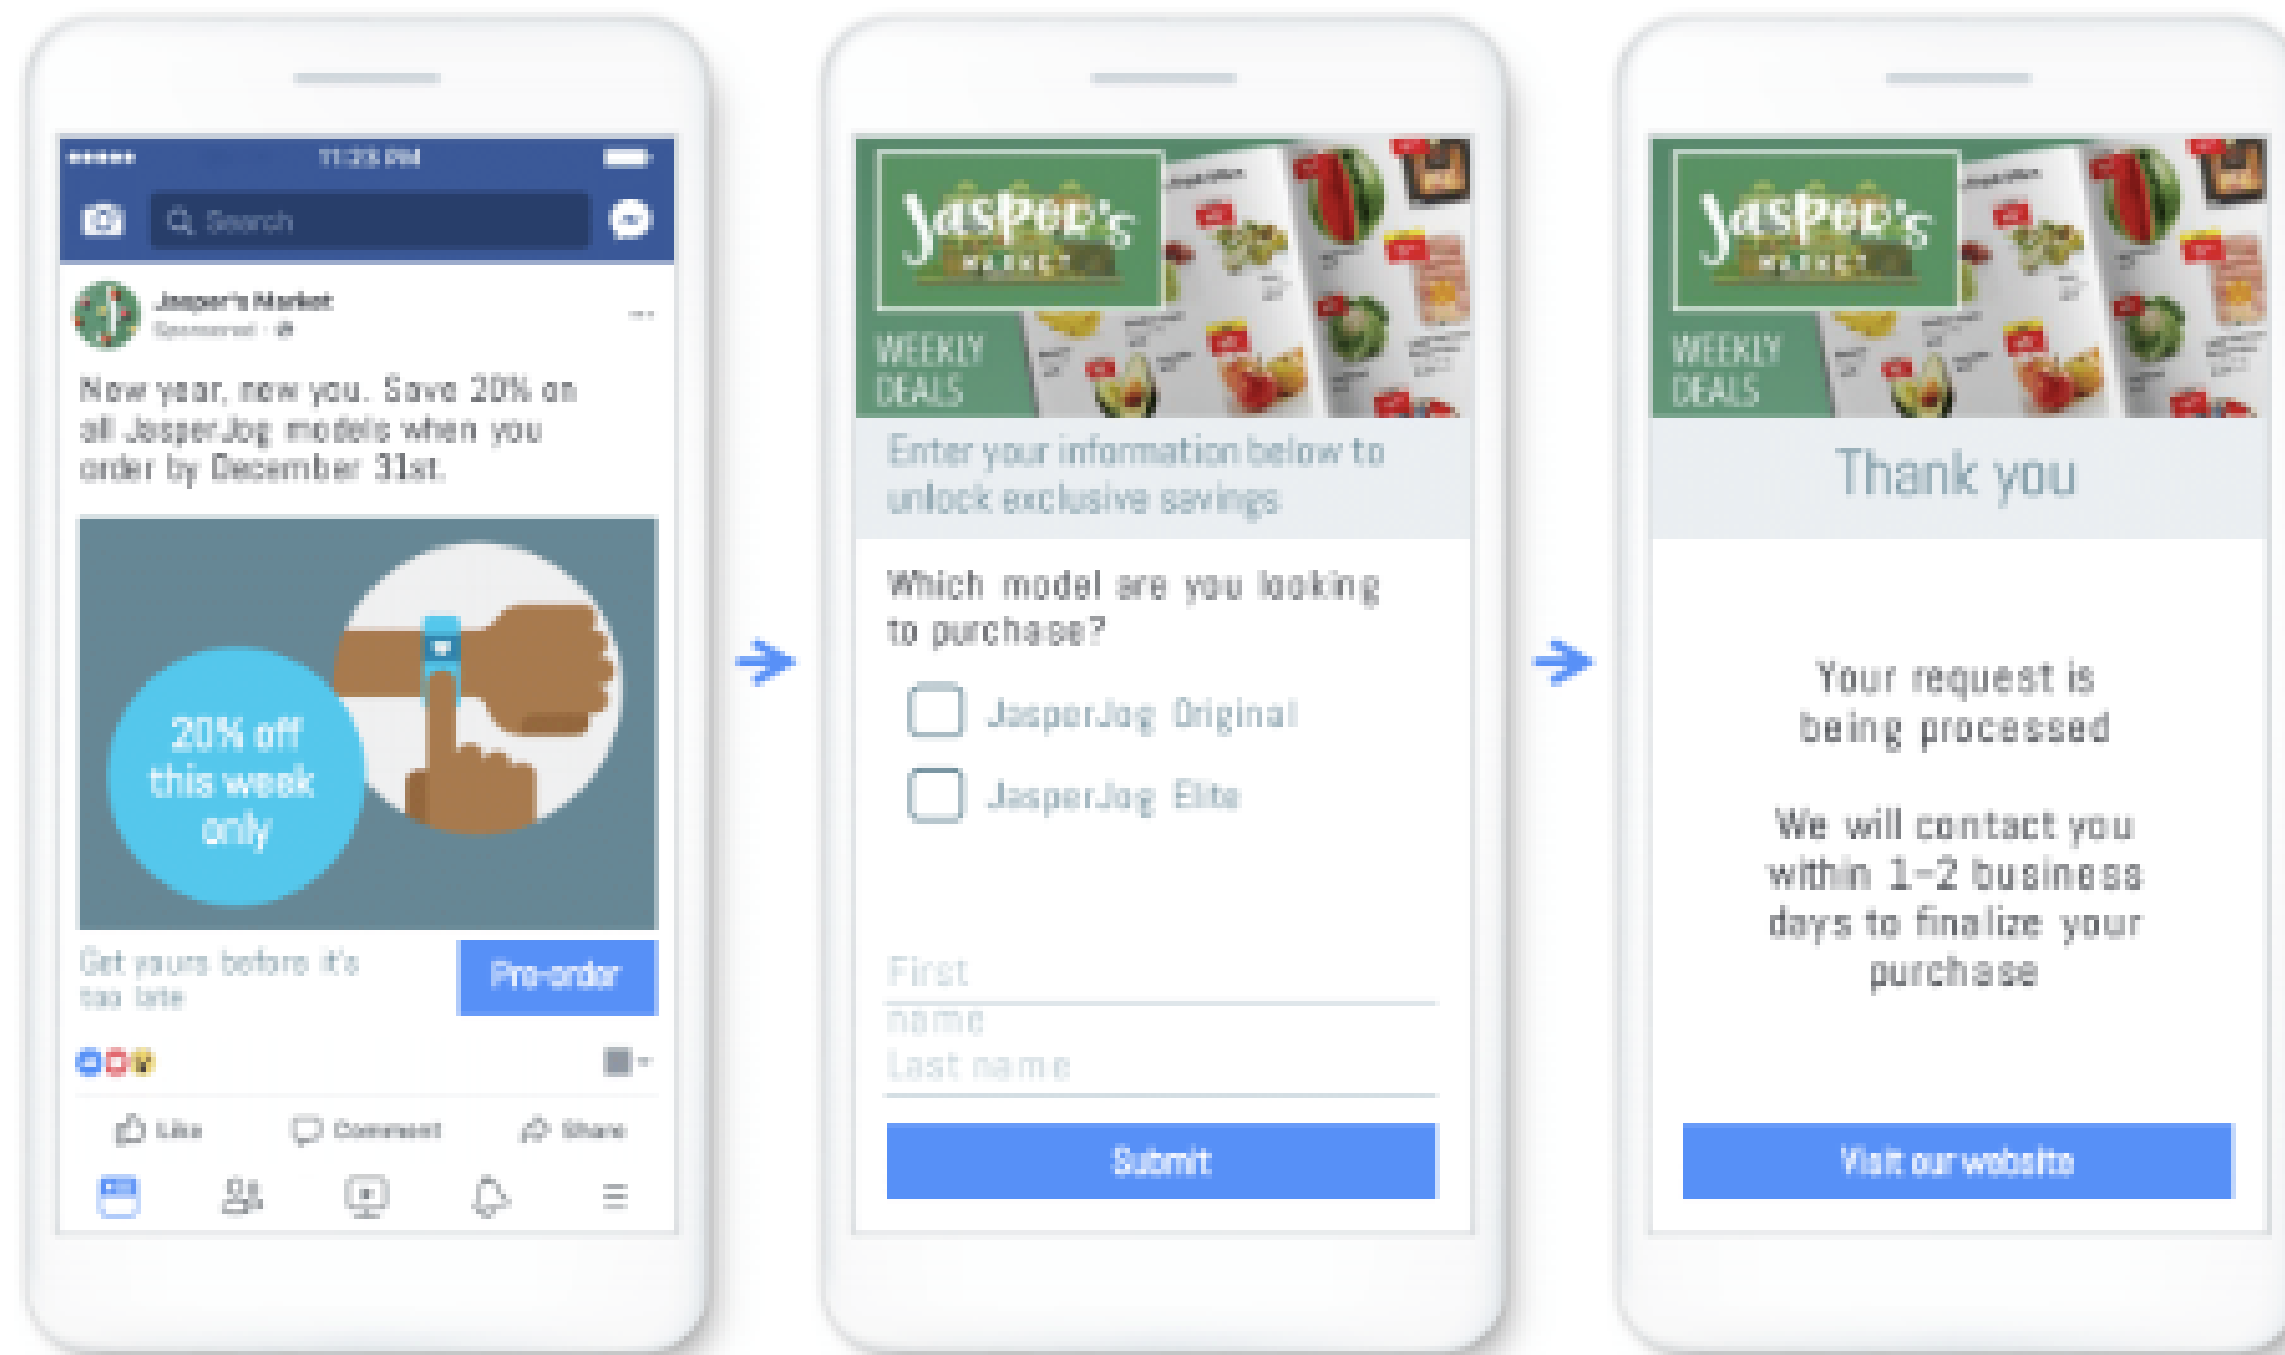 11:23 PM
Search
Jasper's Market
Sponsored
New year, new you. Save 20% on
all JasperJog models when you
order by December 31st.
20% off
this week
only
Get yours before it's
too late
Pre-order
Like
Comment
Share
Jasper's
MARKET
WEEKLY
DEALS
Enter your information below to
unlock exclusive savings
Which model are you looking
to purchase?
JasperJog Original
JasperJog Elite
First
name
Last name
Submit
Jasper's
MARKET
WEEKLY
DEALS
Thank you
Your request is
being processed
We will contact you
within 1-2 business
days to finalize your
purchase
Visit our website